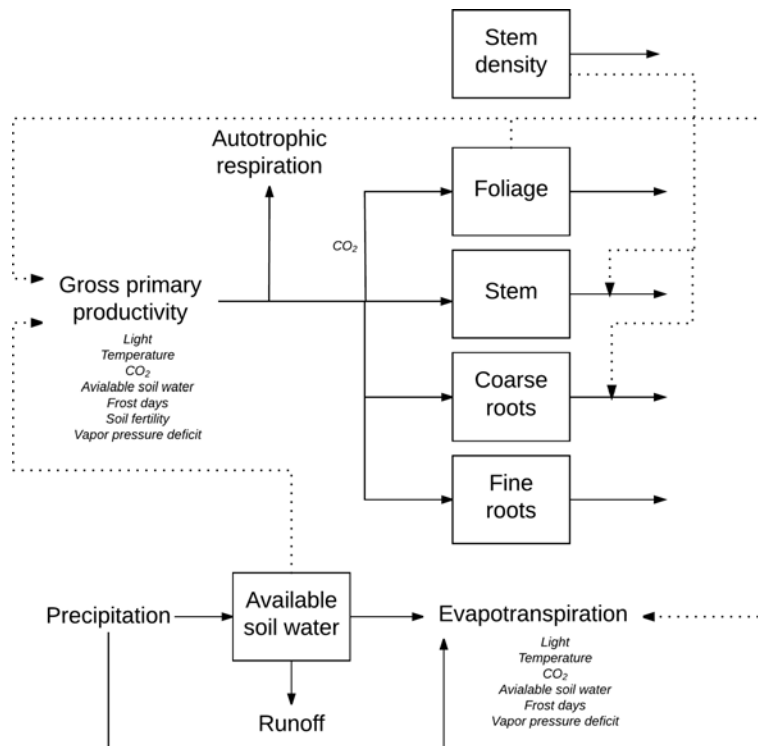 Stem
density
Autotrophic
respiration
Foliage
CO₂
Gross primary
productivity
Light
Temperature
CO₂
Avialable soil water
Frost days
Soil fertility
Vapor pressure deficit
Stem
Coarse
roots
Fine
roots
Precipitation
Available
soil water
Evapotranspiration
Light
Temperature
CO₂
Avialable soil water
Frost days
Vapor pressure deficit
Runoff